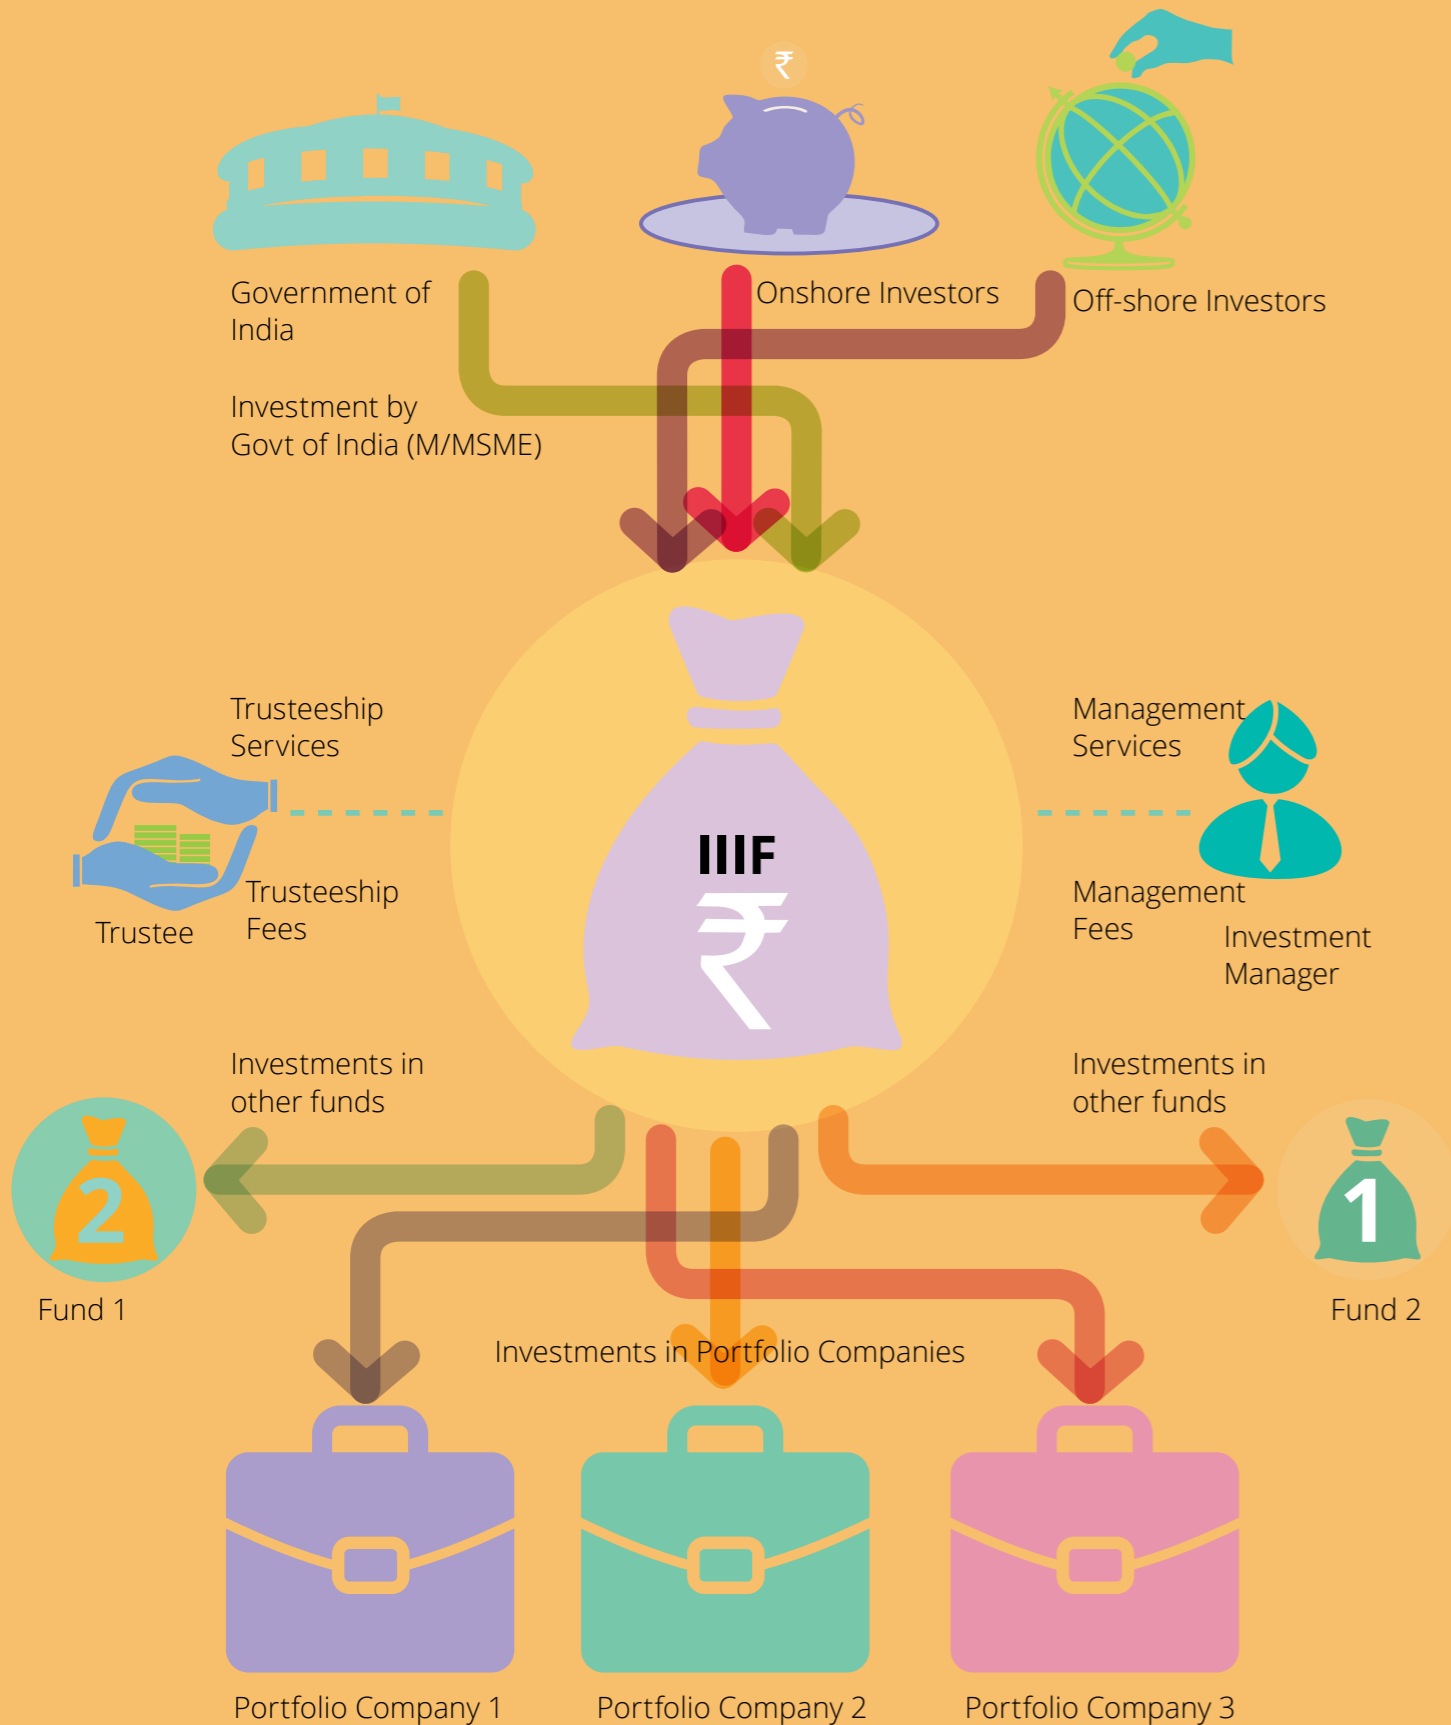 ₹
Government of
India
Onshore Investors
Off-shore Investors
Investment by
Govt of India (M/MSME)
Trusteeship
Services
Management
Services
IIIF
₹
Trustee
Trusteeship
Fees
Management
Fees
Investment
Manager
Investments in
other funds
Investments in
other funds
2
1
Fund 1
Fund 2
Investments in Portfolio Companies
Portfolio Company 1
Portfolio Company 2
Portfolio Company 3